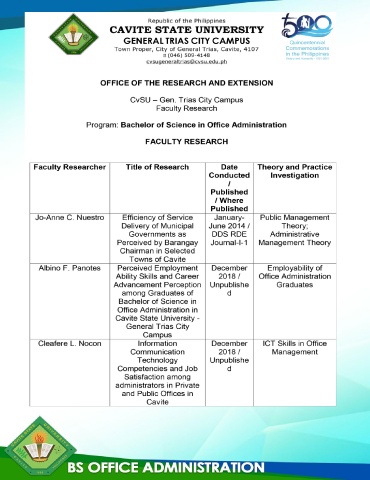 Republic of the Philippines
CAVITE STATE UNIVERSITY
GENERAL TRIAS CITY CAMPUS
Town Proper, City of General Trias, Cavite, 4107
(046) 509-4148
cvsugeneraltrias@cvsu.edu.ph
500
Quincentennial
Commemorations
in the Philippines
OFFICE OF THE RESEARCH AND EXTENSION
CvSU – Gen. Trias City Campus
Faculty Research
Program: Bachelor of Science in Office Administration
FACULTY RESEARCH
Faculty Researcher
Title of Research
Date
Conducted
/
Published
/ Where
Published
Theory and Practice
Investigation
Jo-Anne C. Nuestro
Efficiency of Service
Delivery of Municipal
Governments as
Perceived by Barangay
Chairman in Selected
Towns of Cavite
January-
June 2014 /
DDS RDE
Journal-I-1
Public Management
Theory;
Administrative
Management Theory
Albino F. Panotes
Perceived Employment
Ability Skills and Career
Advancement Perception
among Graduates of
Bachelor of Science in
Office Administration in
Cavite State University -
General Trias City
Campus
December
2018 /
Unpublishe
d
Employability of
Office Administration
Graduates
Cleafere L. Nocon
Information
Communication
Technology
Competencies and Job
Satisfaction among
administrators in Private
and Public Offices in
Cavite
December
2018 /
Unpublishe
d
ICT Skills in Office
Management
BS OFFICE ADMINISTRATION